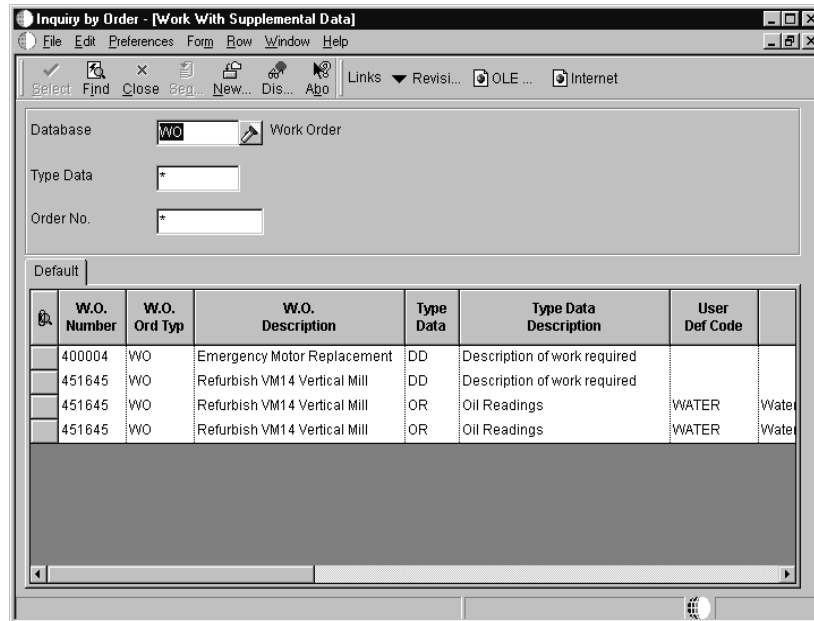 Inquiry by Order - [Work With Supplemental Data]
File Edit Preferences Form Row Window Help
Select Find Close Seq... New... Dis... Abo Links Revisi... OLE ... Internet
Database WO Work Order
Type Data *
Order No. *
Default
W.O. Number W.O. Ord Typ W.O. Description Type Data Type Data Description User Def Code
400004 WO Emergency Motor Replacement DD Description of work required
451645 WO Refurbish VM14 Vertical Mill DD Description of work required
451645 WO Refurbish VM14 Vertical Mill OR Oil Readings WATER Water
451645 WO Refurbish VM14 Vertical Mill OR Oil Readings WATER Water